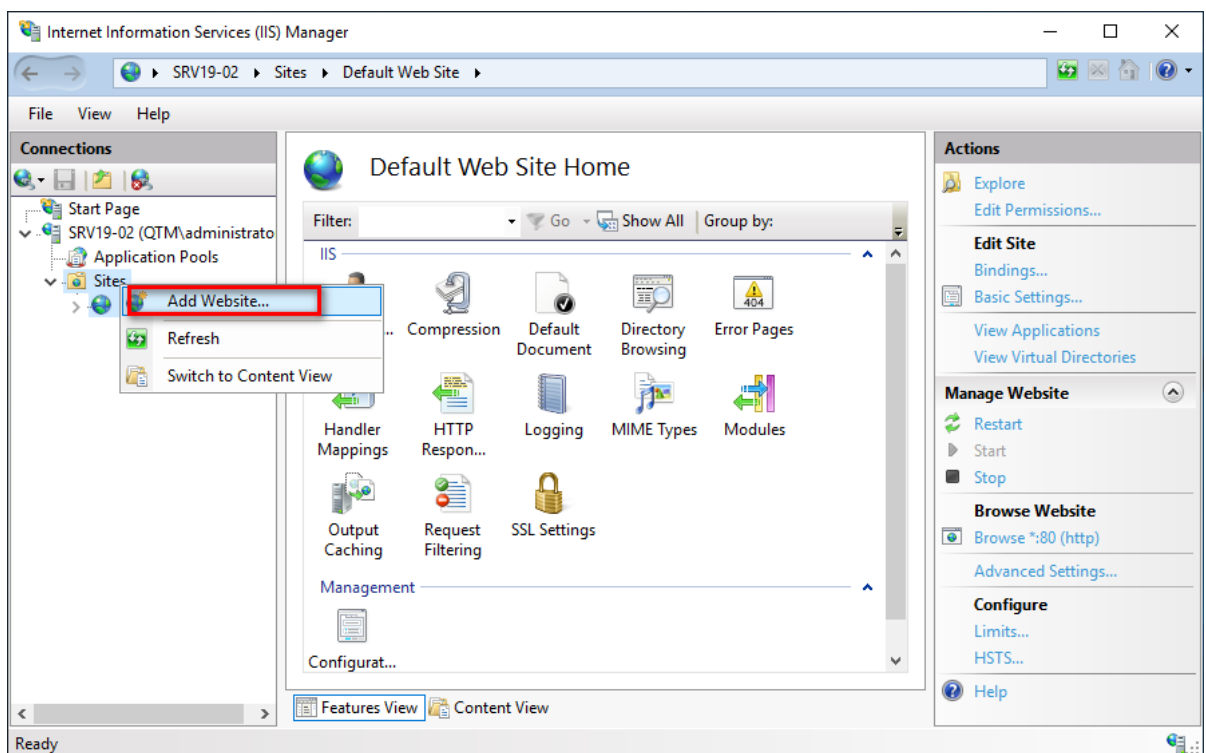 Internet Information Services (IIS) Manager
SRV19-02 Sites Default Web Site
File View Help
Connections
Start Page
SRV19-02 (QTM\administrato
Application Pools
Sites
Add Website...
Refresh
Switch to Content View
Default Web Site Home
Filter: Go Show All Group by:
IIS
... Compression Default Document Directory Browsing Error Pages
404
Handler Mappings HTTP Respon... Logging MIME Types Modules
Output Caching Request Filtering SSL Settings
Management
Configurat...
Features View Content View
Actions
Explore
Edit Permissions...
Edit Site
Bindings...
Basic Settings...
View Applications
View Virtual Directories
Manage Website
Restart
Start
Stop
Browse Website
Browse *:80 (http)
Advanced Settings...
Configure
Limits...
HSTS...
Help
Ready